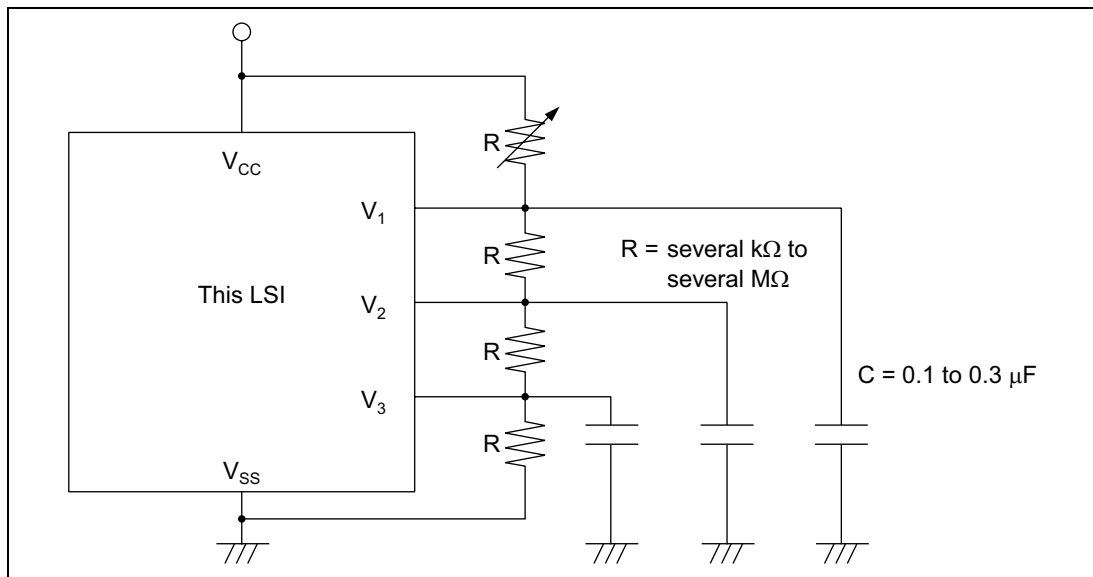 R
V_CC
V_1
R
R = several kΩ to
several MΩ
This LSI
V_2
R
C = 0.1 to 0.3 μF
V_3
R
V_SS